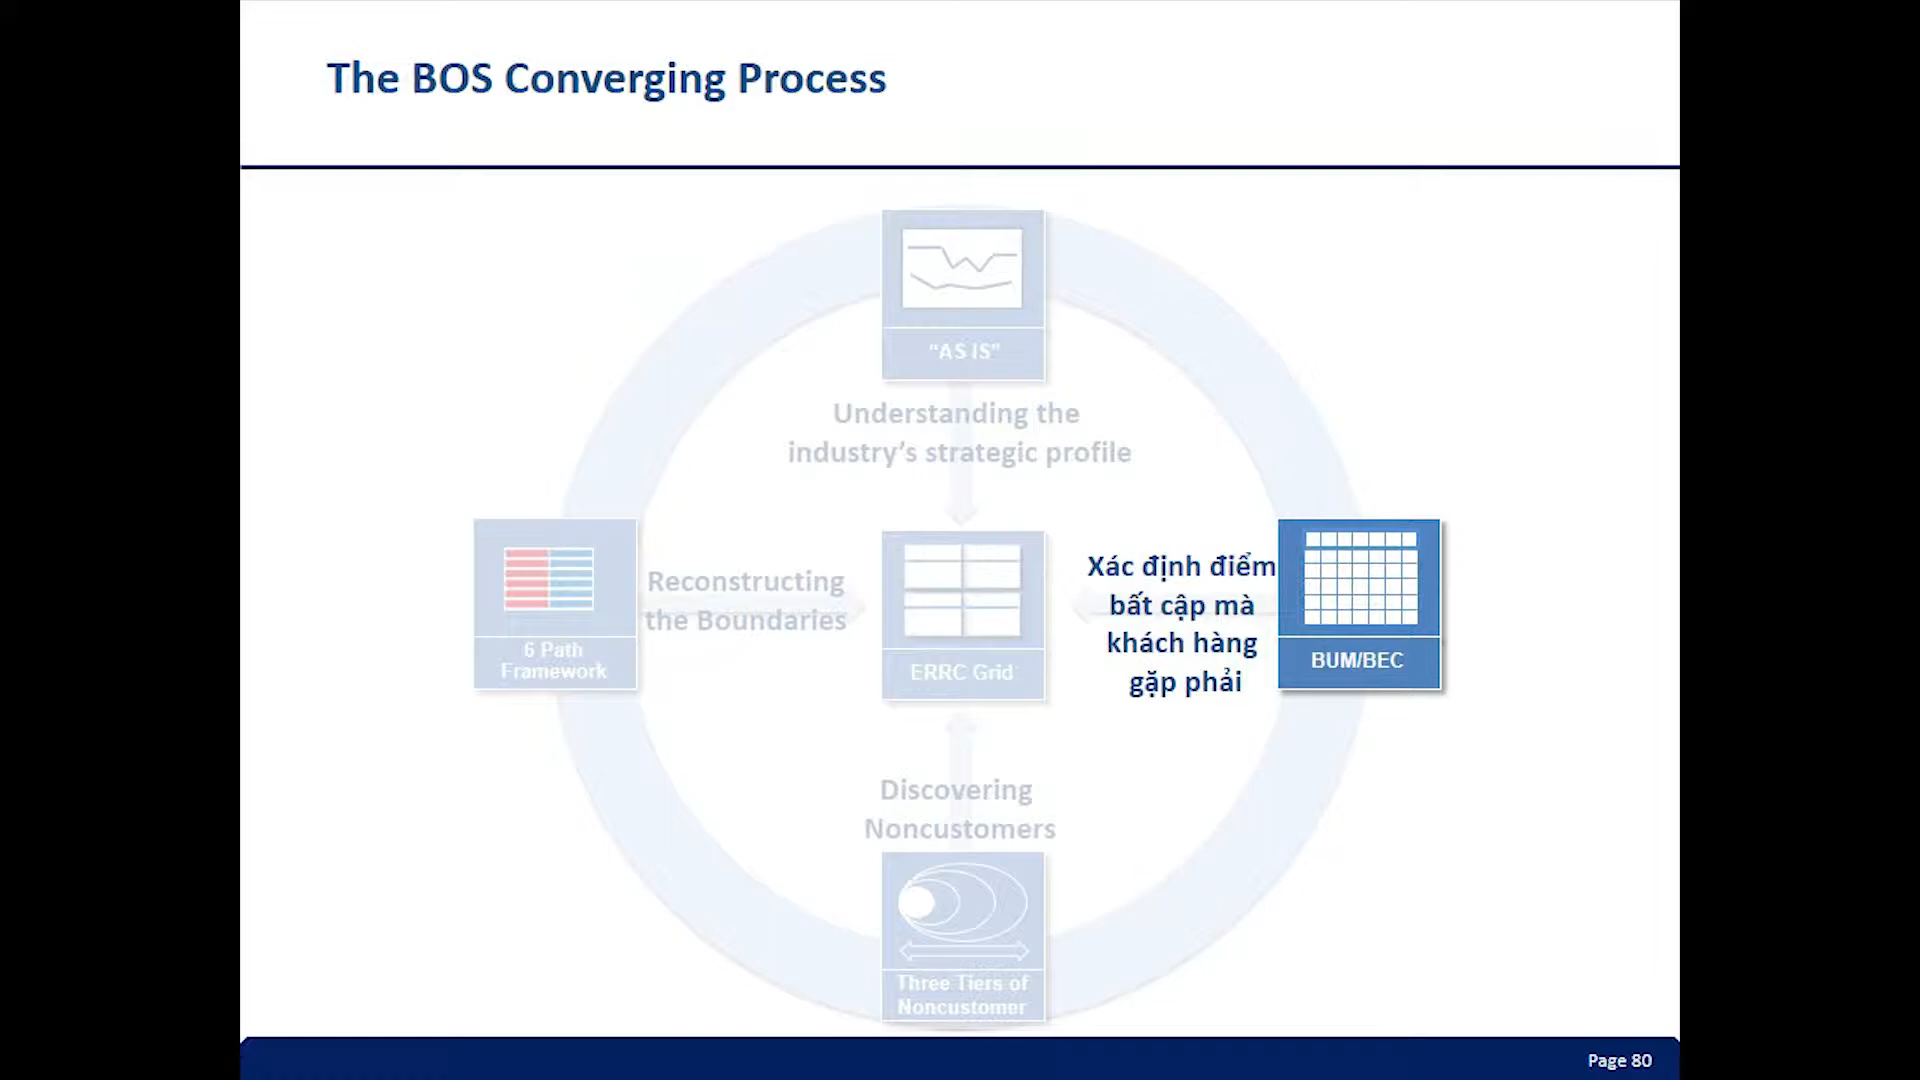 The BOS Converging Process
“AS IS”
Understanding the
industry’s strategic profile
6 Path
Framework
Reconstructing
the Boundaries
ERRC Grid
Xác định điểm
bất cập mà
khách hàng
gặp phải
BUM/BEC
Discovering
Noncustomers
Three Tiers of
Noncustomer
Page 80